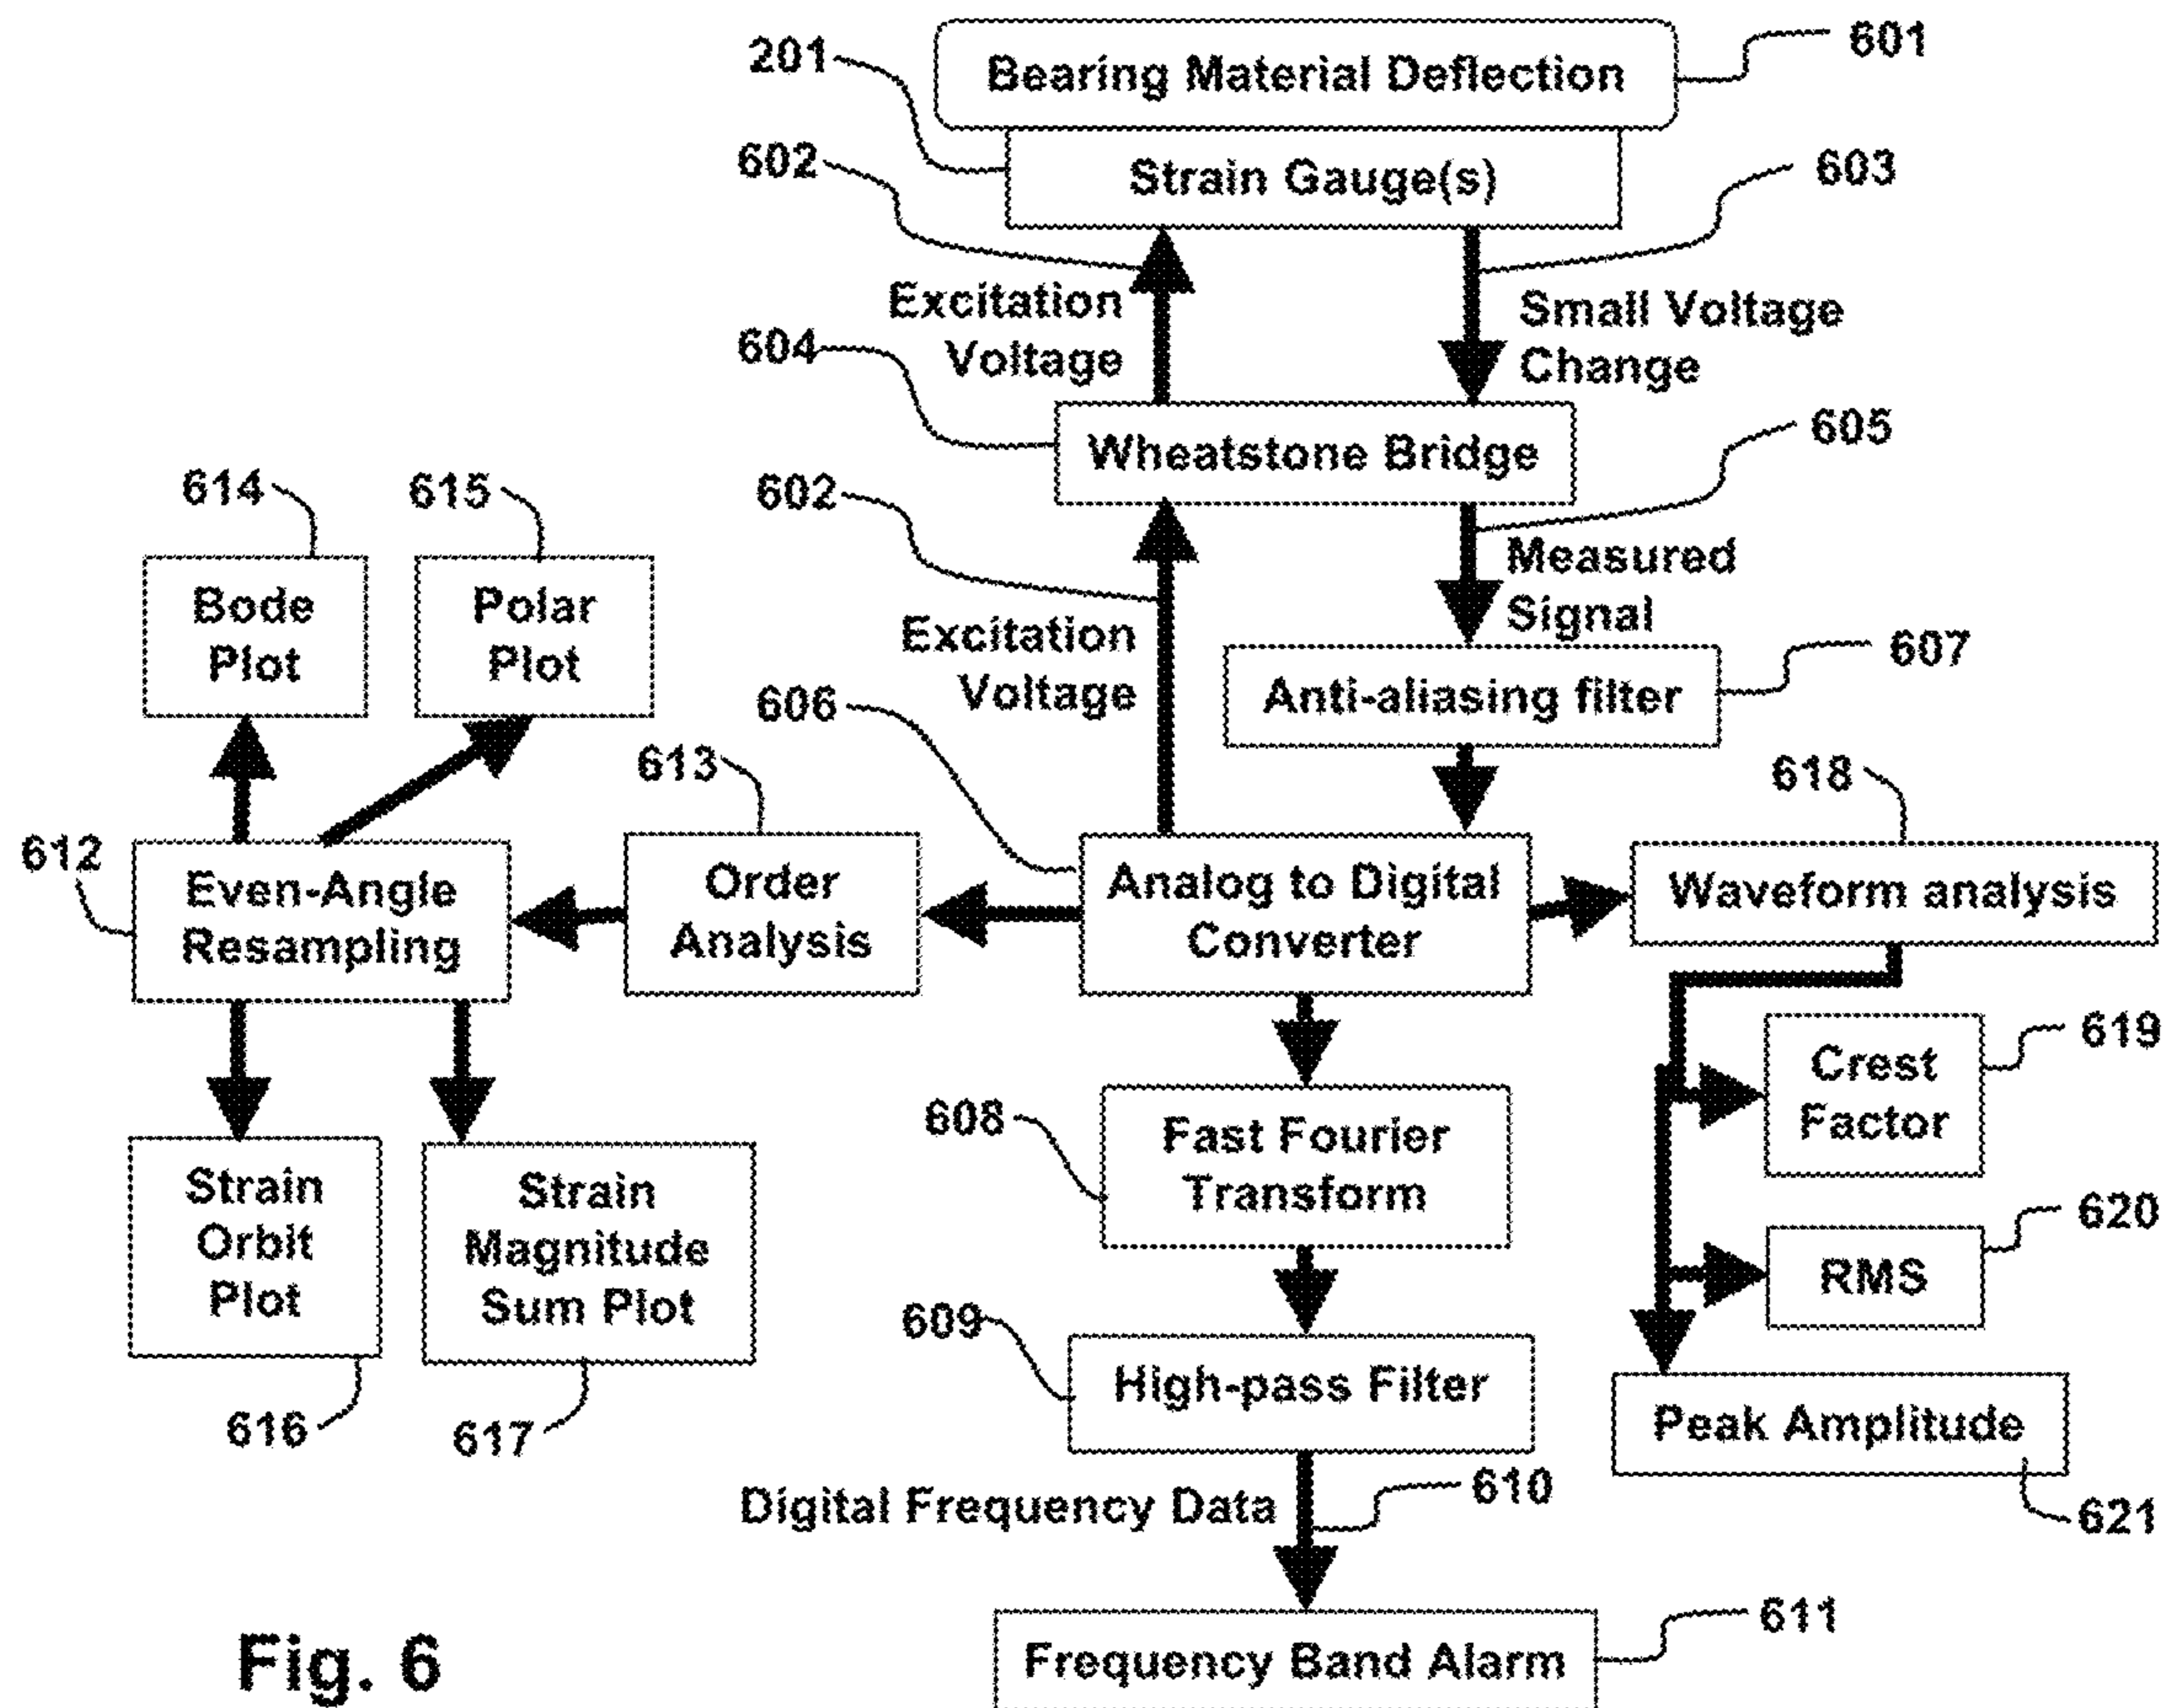 201
Bearing Material Deflection
601
602
Strain Gauge(s)
603
Excitation
Voltage
Small Voltage
Change
604
Wheatstone Bridge
605
602
Measured
Signal
614
615
Bode
Plot
Polar
Plot
Excitation
Voltage
606
Anti-aliasing filter
607
613
618
612
Even-Angle
Resampling
Order
Analysis
Analog to Digital
Converter
Waveform analysis
Crest
Factor
619
608
Fast Fourier
Transform
Strain
Orbit
Plot
Strain
Magnitude
Sum Plot
RMS
620
616
617
609
High-pass Filter
Peak Amplitude
621
Digital Frequency Data
610
Frequency Band Alarm
611
Fig. 6